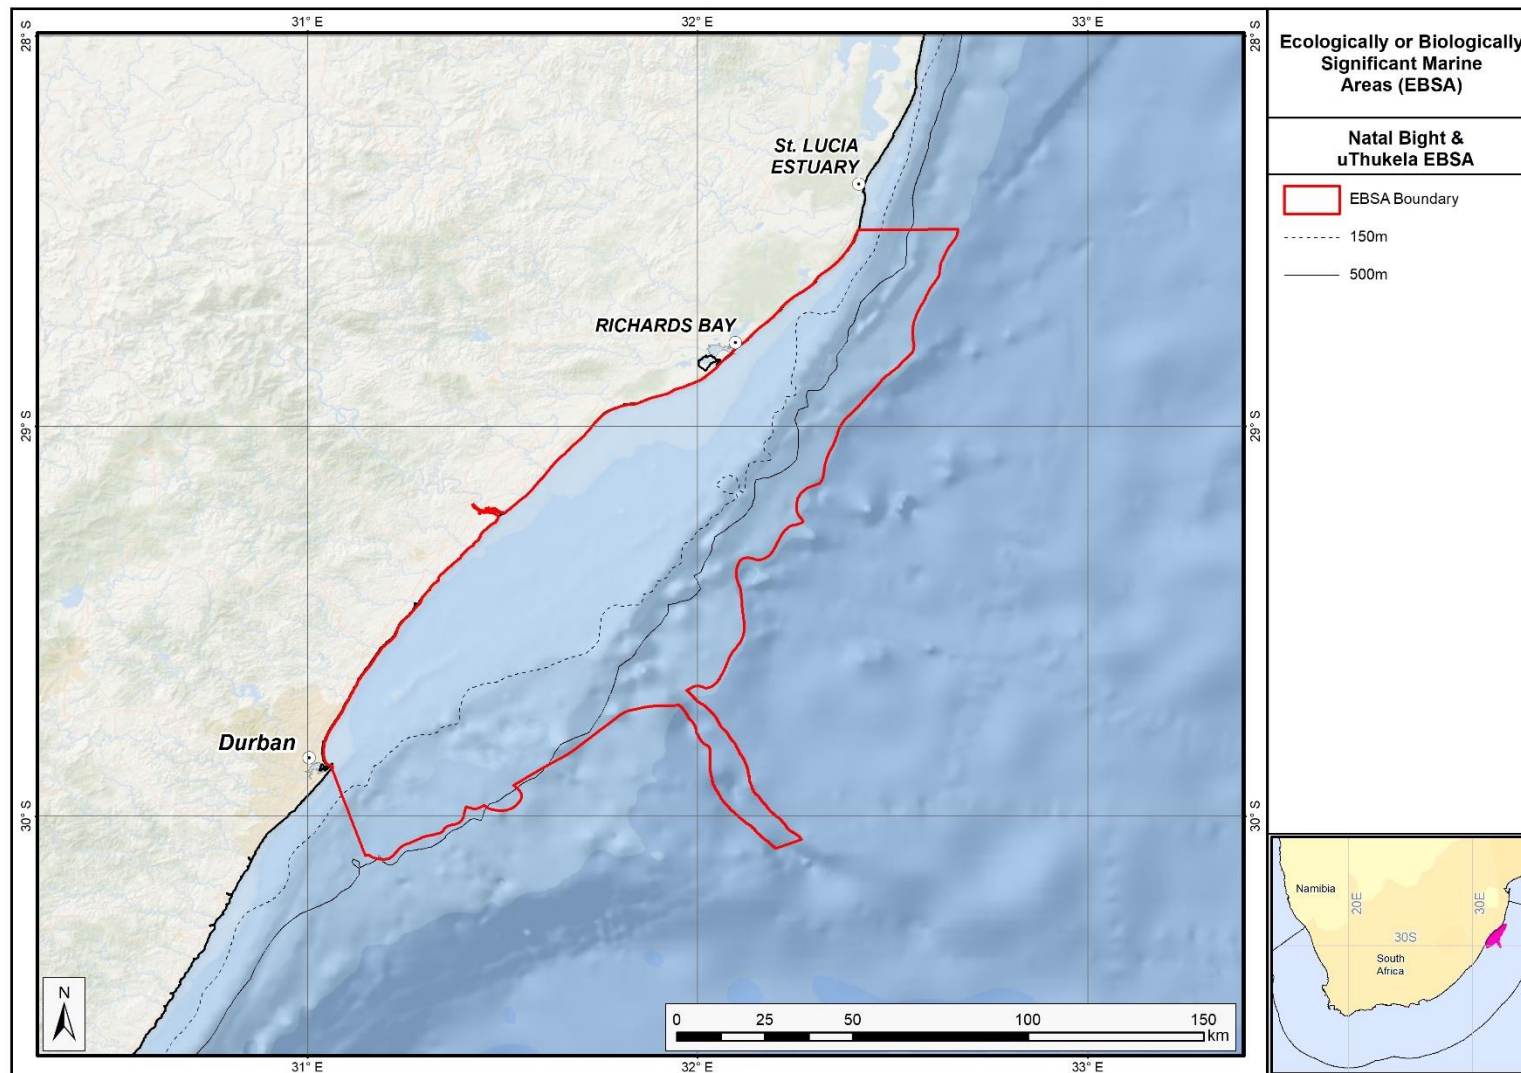 31° E
32° E
33° E
28° S
28° S
Ecologically or Biologically
Significant Marine
Areas (EBSA)
Natal Bight &
uThukela EBSA
EBSA Boundary
150m
500m
St. LUCIA
ESTUARY
RICHARDS BAY
29° S
29° S
Durban
30° S
30° S
N
0 25 50 100 150
km
31° E
32° E
33° E
Namibia
20E
30E
30S
South
Africa